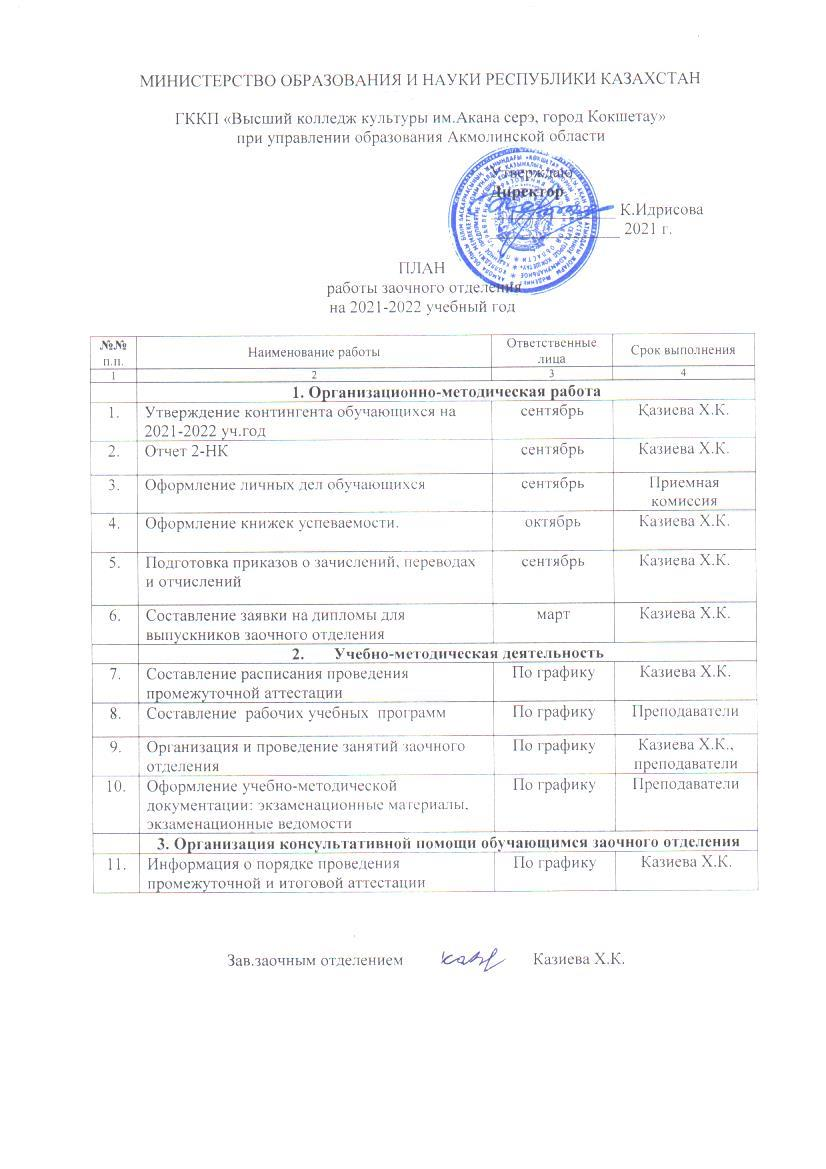 МИНИСТЕРСТВО ОБРАЗОВАНИЯ И НАУКИ РЕСПУБЛИКИ КАЗАХСТАН
ГККП «Высший колледж культуры им.Акана серэ, город Кокшетау»
при управлении образования Акмолинской области
Утверждаю
Директор
К.Идрисова
2021 г.
ПЛАН
работы заочного отделения
на 2021-2022 учебный год
№№ п.п. Наименование работы Ответственные лица Срок выполнения
1 2 3 4
1. Организационно-методическая работа
1. Утверждение контингента обучающихся на сентябрь Қазиева Х.К.
2021-2022 уч.год
2. Отчет 2-НК сентябрь Казиева Х.К.
3. Оформление личных дел обучающихся сентябрь Приемная
комиссия
4. Оформление книжек успеваемости. октябрь Казиева Х.К.
5. Подготовка приказов о зачислений, переводах сентябрь Казиева Х.К.
и отчислений
6. Составление заявки на дипломы для март Казиева Х.К.
выпускников заочного отделения
2. Учебно-методическая деятельность
7. Составление расписания проведения По графику Казиева Х.К.
промежуточной аттестации
8. Составление рабочих учебных программ По графику Преподаватели
9. Организация и проведение занятий заочного По графику Казиева Х.К.,
отделения преподаватели
10. Оформление учебно-методической По графику Преподаватели
документации: экзаменационные материалы,
экзаменационные ведомости
3. Организация консультативной помощи обучающимся заочного отделения
11. Информация о порядке проведения По графику Казиева Х.К.
промежуточной и итоговой аттестации
Зав.заочным отделением Казиева Х.К.